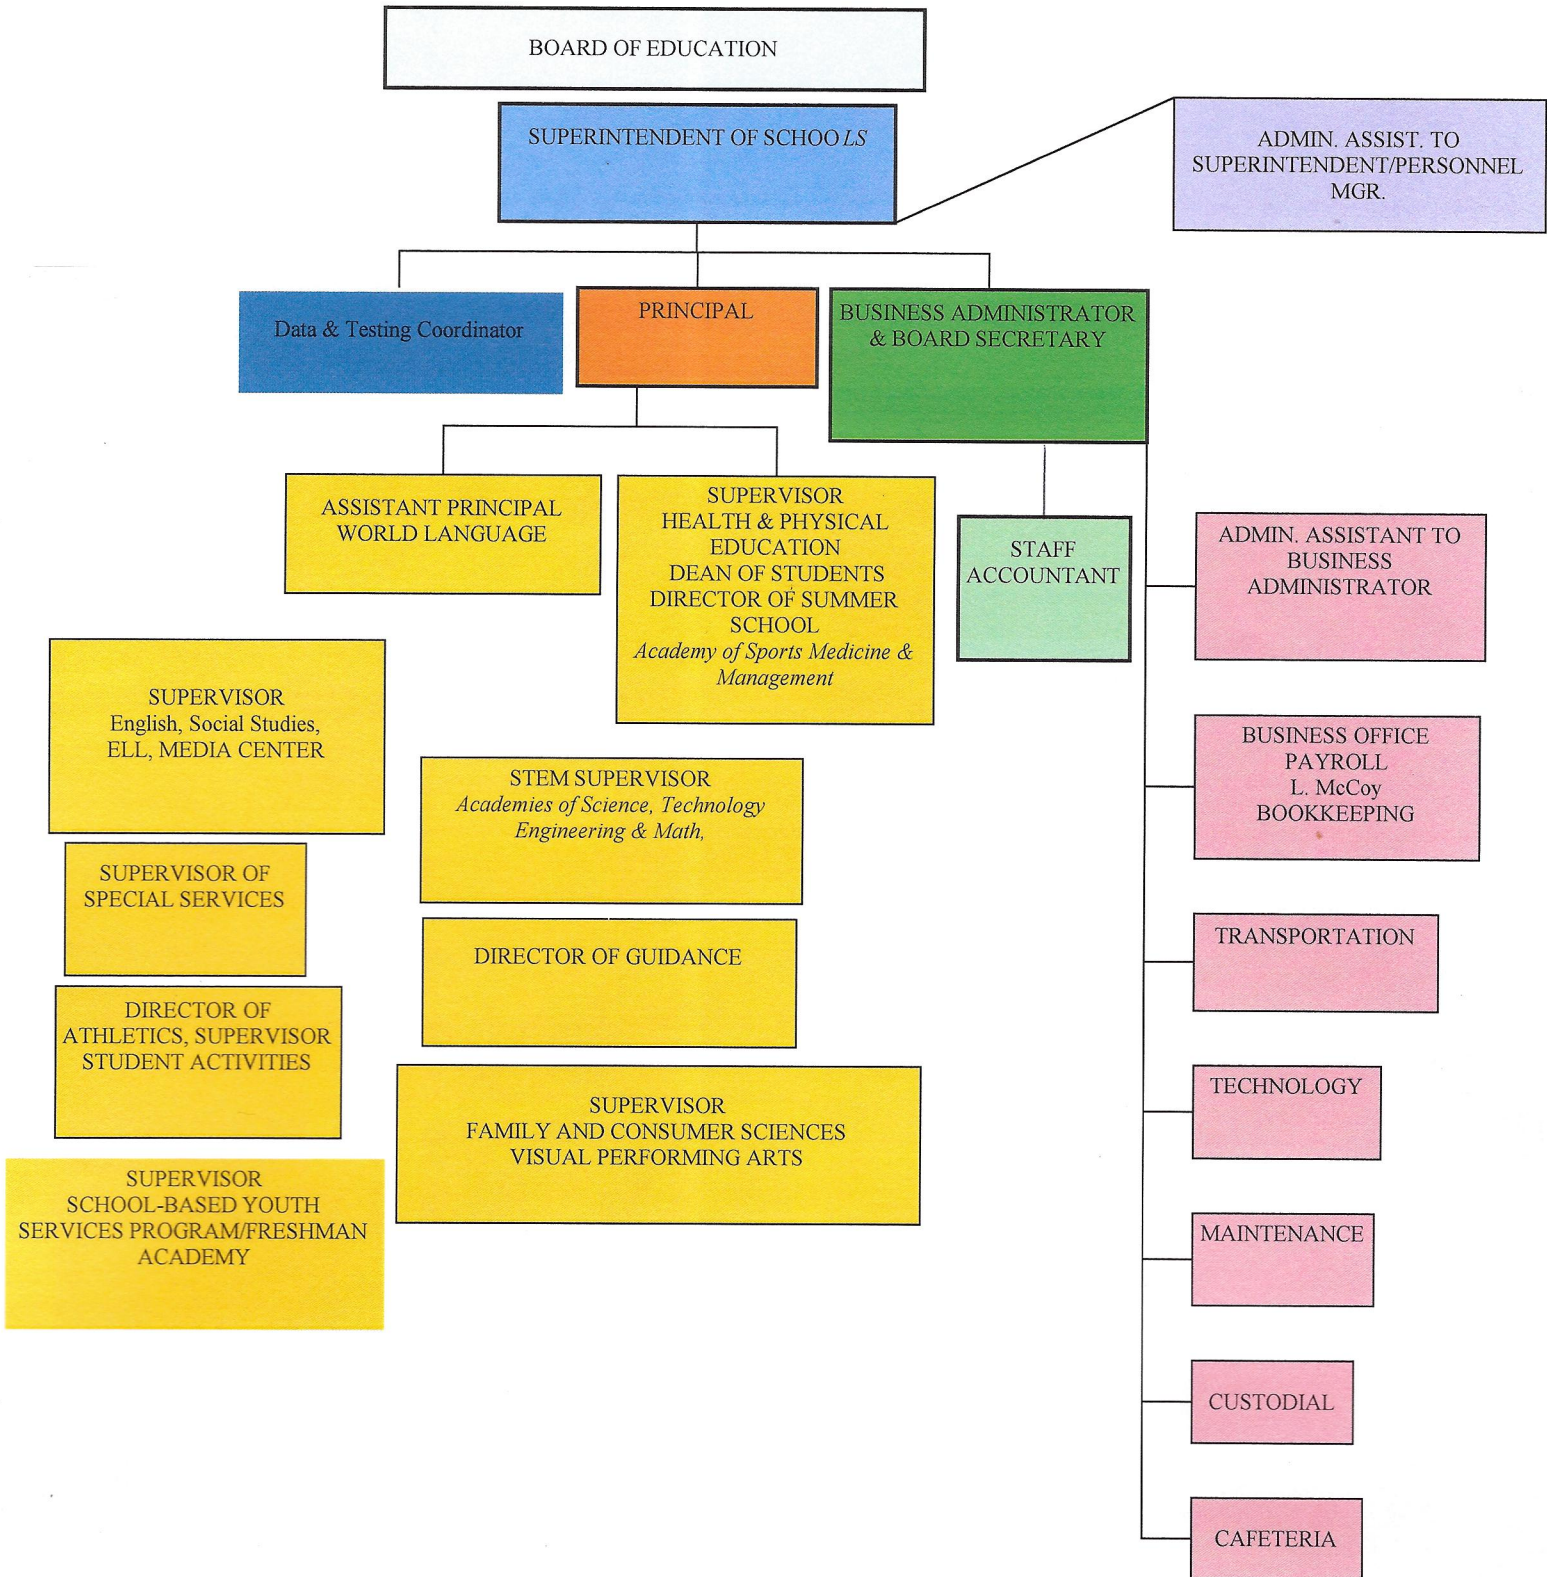 BOARD OF EDUCATION
SUPERINTENDENT OF SCHOOLS
ADMIN. ASSIST. TO
SUPERINTENDENT/PERSONNEL
MGR.
Data & Testing Coordinator
PRINCIPAL
BUSINESS ADMINISTRATOR
& BOARD SECRETARY
ASSISTANT PRINCIPAL
WORLD LANGUAGE
SUPERVISOR
HEALTH & PHYSICAL
EDUCATION
DEAN OF STUDENTS
DIRECTOR OF SUMMER
SCHOOL
Academy of Sports Medicine &
Management
STAFF
ACCOUNTANT
ADMIN. ASSISTANT TO
BUSINESS
ADMINISTRATOR
SUPERVISOR
English, Social Studies,
ELL, MEDIA CENTER
STEM SUPERVISOR
Academies of Science, Technology
Engineering & Math,
BUSINESS OFFICE
PAYROLL
L. McCoy
BOOKKEEPING
SUPERVISOR OF
SPECIAL SERVICES
DIRECTOR OF GUIDANCE
TRANSPORTATION
DIRECTOR OF
ATHLETICS, SUPERVISOR
STUDENT ACTIVITIES
SUPERVISOR
FAMILY AND CONSUMER SCIENCES
VISUAL PERFORMING ARTS
TECHNOLOGY
SUPERVISOR
SCHOOL-BASED YOUTH
SERVICES PROGRAM/FRESHMAN
ACADEMY
MAINTENANCE
CUSTODIAL
CAFETERIA